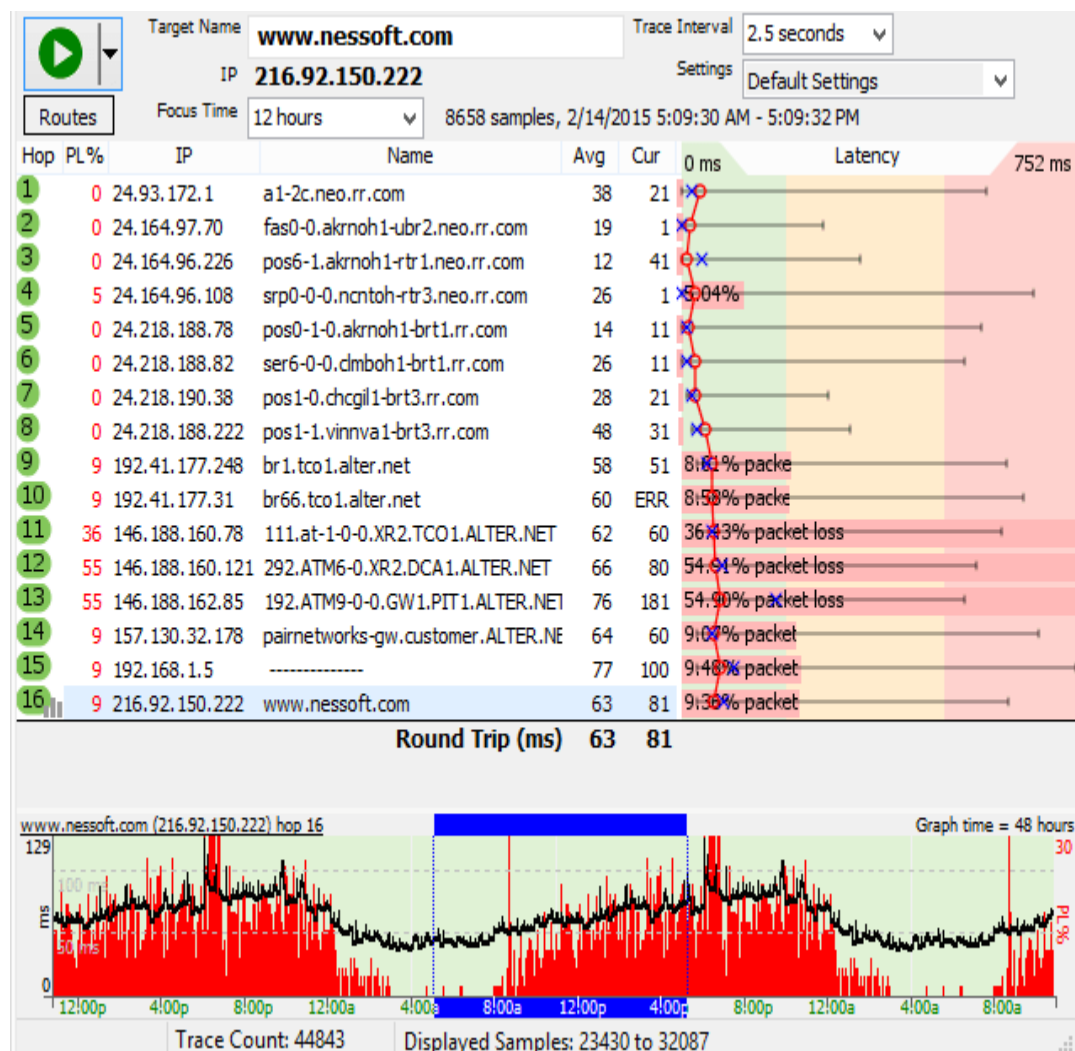 Target Name www.nessoft.com Trace Interval 2.5 seconds
IP 216.92.150.222 Settings Default Settings
Routes Focus Time 12 hours 8658 samples, 2/14/2015 5:09:30 AM - 5:09:32 PM
Hop PL% IP Name Avg Cur 0 ms Latency 752 ms
1 0 24.93.172.1 a1-2c.neo.rr.com 38 21
2 0 24.164.97.70 fas0-0.akrnoh1-ubr2.neo.rr.com 19 1
3 0 24.164.96.226 pos6-1.akrnoh1-rtr1.neo.rr.com 12 41
4 5 24.164.96.108 srp0-0-0.ncntoh-rtr3.neo.rr.com 26 1 5.04%
5 0 24.218.188.78 pos0-1-0.akrnoh1-brt1.rr.com 14 11
6 0 24.218.188.82 ser6-0-0.clmboh1-brt1.rr.com 26 11
7 0 24.218.190.38 pos1-0.chcgil1-brt3.rr.com 28 21
8 0 24.218.188.222 pos1-1.vinnva1-brt3.rr.com 48 31
9 9 192.41.177.248 br1.tco1.alter.net 58 51 packe
10 9 192.41.177.31 br66.tco1.alter.net 60 ERR 8.58% packe
11 36 146.188.160.78 111.at-1-0-0.XR2.TCO1.ALTER.NET 62 60 packet loss
12 55 146.188.160.121 292.ATM6-0.XR2.DCA1.ALTER.NET 66 80 packet loss
13 55 146.188.162.85 192.ATM9-0-0.GW1.PIT1.ALTER.NET 76 181 54.90% packet loss
14 9 157.130.32.178 pairnetworks-gw.customer.ALTER.NE 64 60 packet
15 9 192.168.1.5 -------------- 77 100 9.48% packet
16 9 216.92.150.222 www.nessoft.com 63 81 packet
Round Trip (ms) 63 81
www.nessoft.com (216.92.150.222) hop 16 Graph time = 48 hours
129 30
100 ms
ms PL%
50 ms
0
12:00p 4:00p 8:00p 12:00a 4:00a 8:00a 12:00p 4:00p 8:00p 12:00a 4:00a 8:00a
Trace Count: 44843 Displayed Samples: 23430 to 32087